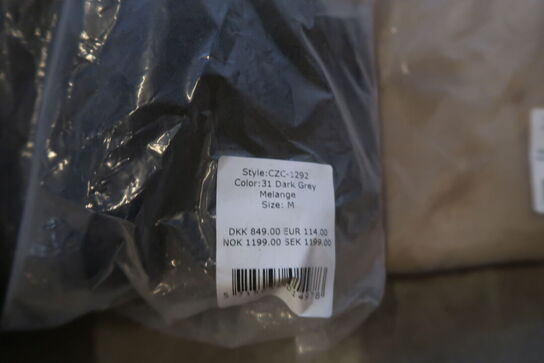 Style:CZC-1292
Color:31 Dark Grey
Melange
Size: M
DKK 849.00 EUR 114.00
NOK 1199.00 SEK 1199.00